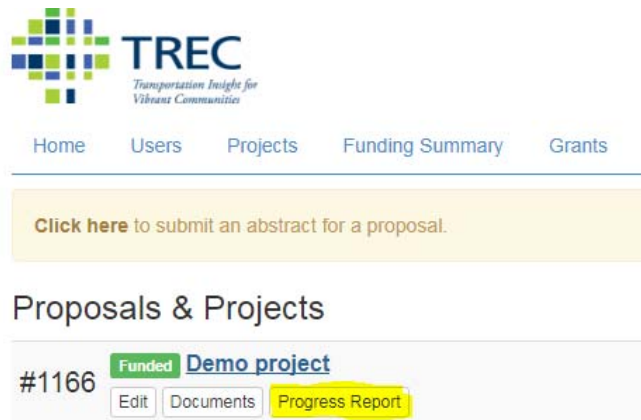 TREC
Transportation Insight for
Vibrant Communities
Home Users Projects Funding Summary Grants
Click here to submit an abstract for a proposal.
Proposals & Projects
#1166 Funded Demo project
Edit Documents Progress Report